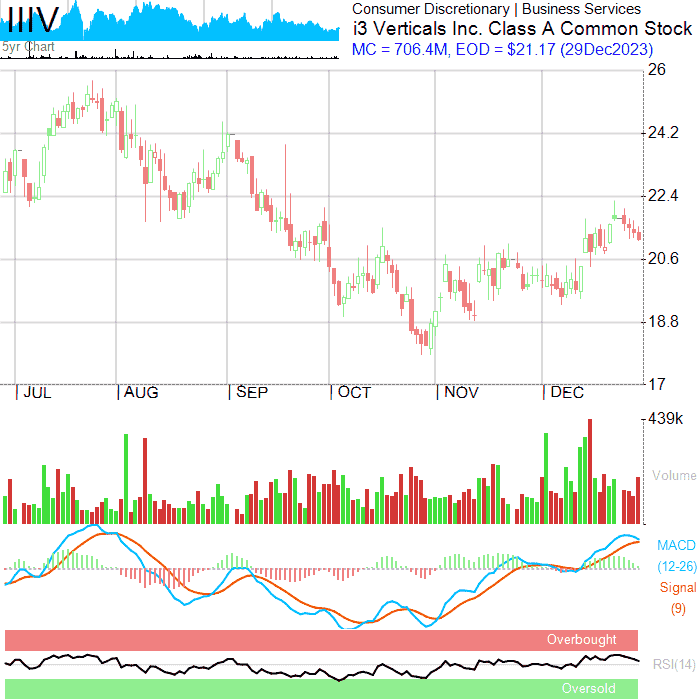 IIIV
5yr Chart
Consumer Discretionary | Business Services
i3 Verticals Inc. Class A Common Stock
MC = 706.4M, EOD = $21.17 (29Dec2023)
26
24.2
22.4
20.6
18.8
17
JUL AUG SEP OCT NOV DEC
439k
Volume
MACD
(12-26)
Signal
(9)
Overbought
RSI(14)
Oversold